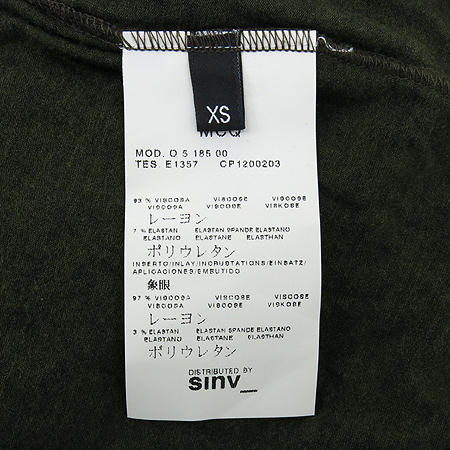 XS
MOD. O 5 185 00
TES. E1357 CP1200203
93 % VISCOSA VISCOSE VISCOSE
VISCOSA VISCOSE VISKOSE
レーヨン
7 % ELASTAN ELASTAN SPANDE ELASTANO
ELASTANO ELASTANE ELASTHAN
ポリウレタン
INSERTO/INLAY/INCRUSTATIONS/EINSATZ/
APLICACIONES/EMBUTIDO
象眼
97 % VISCOSA VISCOSE VISCOSE
VISCOSA VISCOSE VISKOSE
レーヨン
3 % ELASTAN ELASTAN SPANDE ELASTANO
ELASTANO ELASTANE ELASTHAN
ポリウレタン
DISTRIBUTED BY
sinv